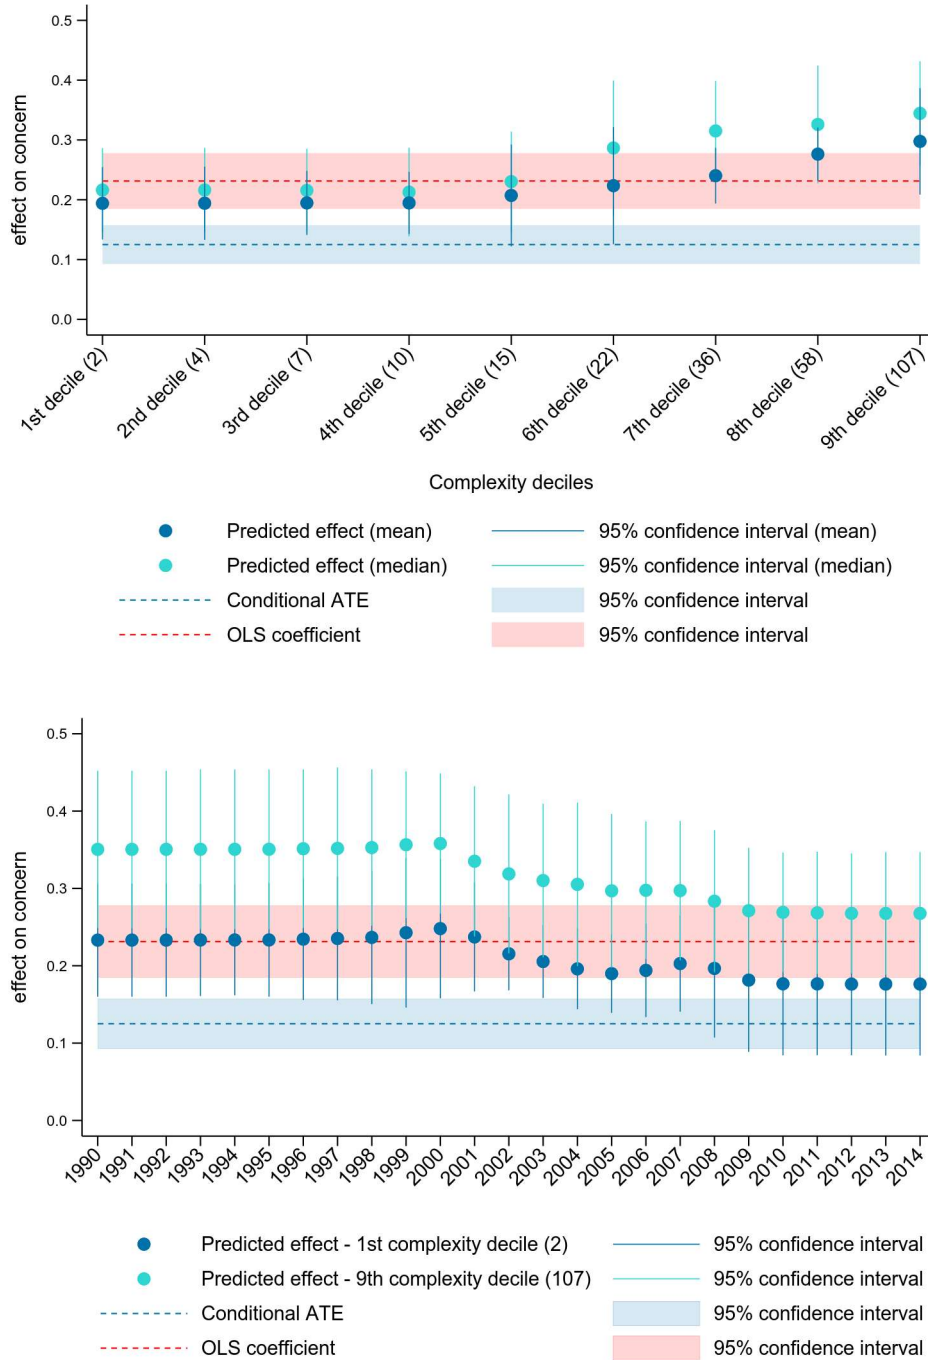 0.5
0.4
0.3
0.2
0.1
0.0
effect on concern
1st decile (2)
2nd decile (4)
3rd decile (7)
4th decile (10)
5th decile (15)
6th decile (22)
7th decile (36)
8th decile (58)
9th decile (107)
Complexity deciles
Predicted effect (mean) 95% confidence interval (mean)
Predicted effect (median) 95% confidence interval (median)
Conditional ATE 95% confidence interval
OLS coefficient 95% confidence interval
0.5
0.4
0.3
0.2
0.1
0.0
effect on concern
1990
1991
1992
1993
1994
1995
1996
1997
1998
1999
2000
2001
2002
2003
2004
2005
2006
2007
2008
2009
2010
2011
2012
2013
2014
Predicted effect - 1st complexity decile (2) 95% confidence interval
Predicted effect - 9th complexity decile (107) 95% confidence interval
Conditional ATE 95% confidence interval
OLS coefficient 95% confidence interval